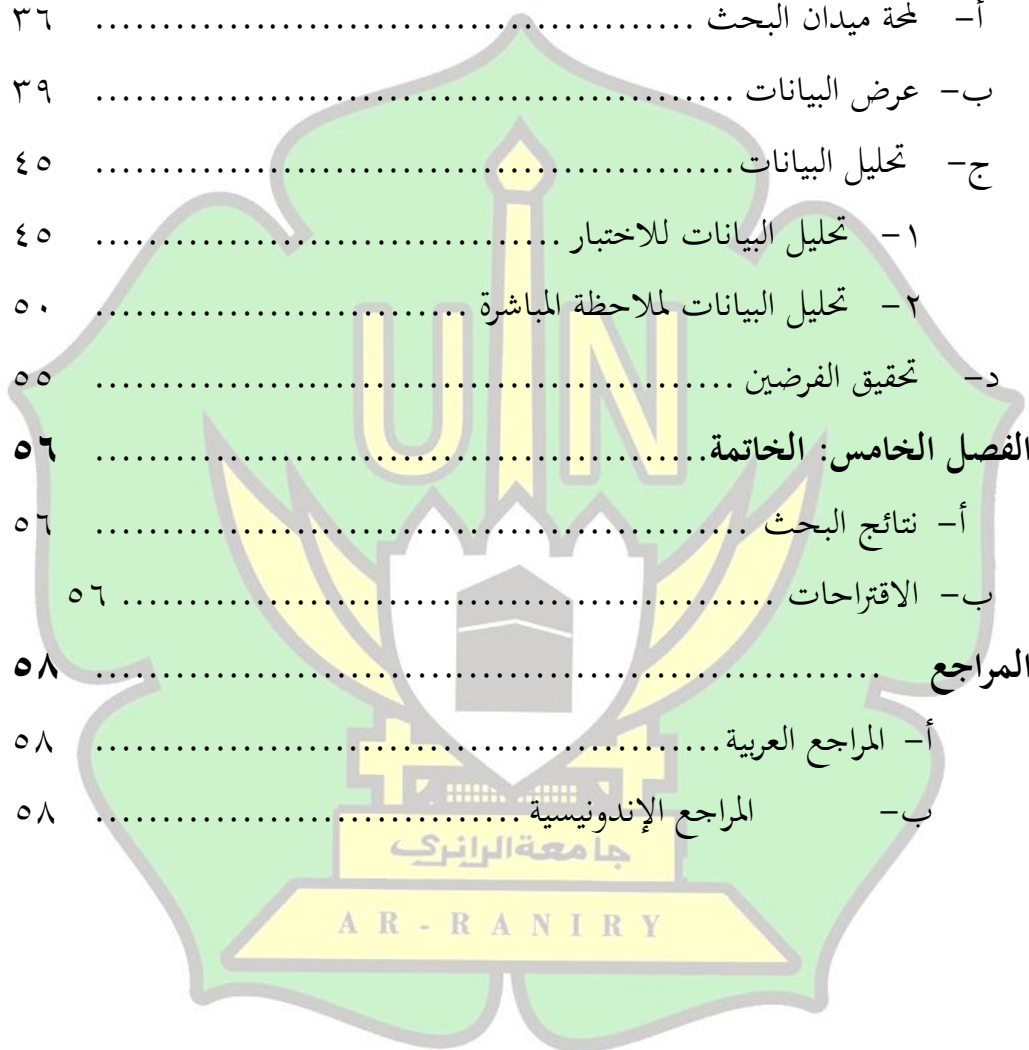 أ- لمحة ميدان البحث ................................................ ٣٦
ب- عرض البيانات ................................................ ٣٩
ج- تحليل البيانات ................................................ ٤٥
١- تحليل البيانات للاختبار ................................... ٤٥
٢- تحليل البيانات لملاحظة المباشرة ............................ ٥٠
د- تحقيق الفرضين ................................................ ٥٥
الفصل الخامس: الخاتمة ............................................... ٥٦
أ- نتائج البحث ................................................. ٥٦
ب- الاقتراحات .................................................. ٥٦
المراجع ............................................................ ٥٨
أ- المراجع العربية ................................................ ٥٨
ب- المراجع الإندونيسية ................................. ٥٨
UIN
جامعة الرانري
AR-RANIRY